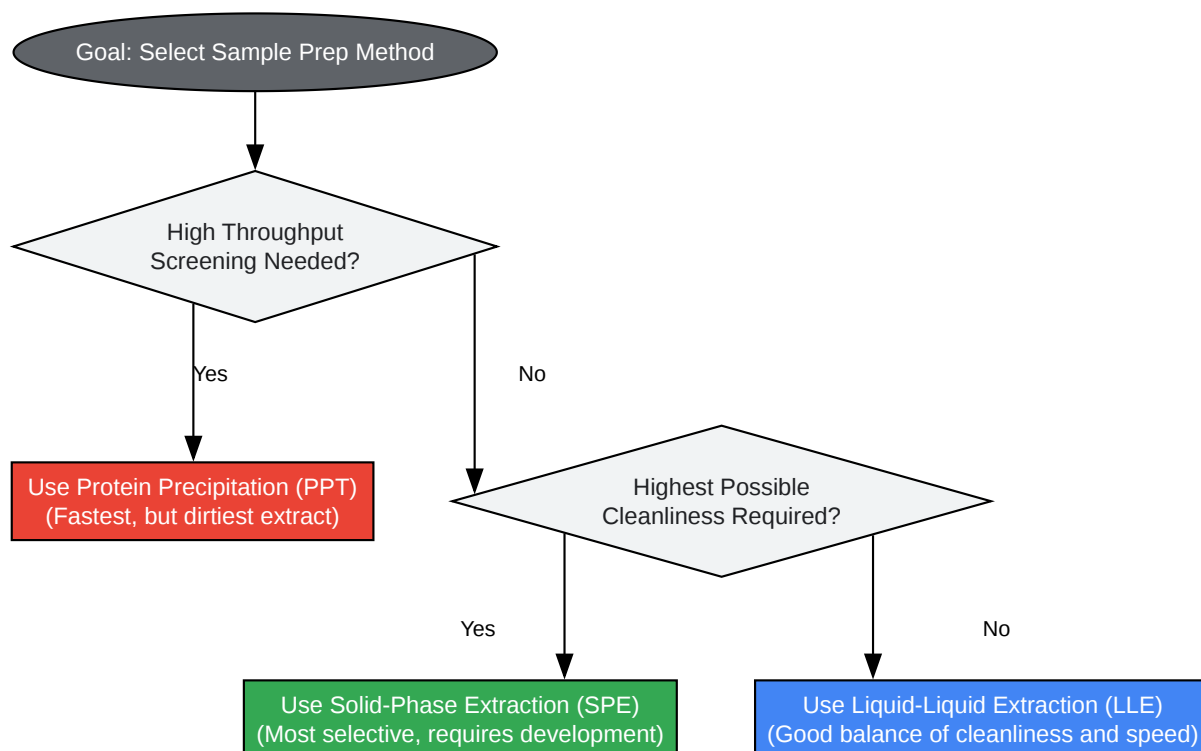 Goal: Select Sample Prep Method
High Throughput
Screening Needed?
Yes
No
Use Protein Precipitation (PPT)
(Fastest, but dirtiest extract)
Highest Possible
Cleanliness Required?
Yes
No
Use Solid-Phase Extraction (SPE)
(Most selective, requires development)
Use Liquid-Liquid Extraction (LLE)
(Good balance of cleanliness and speed)